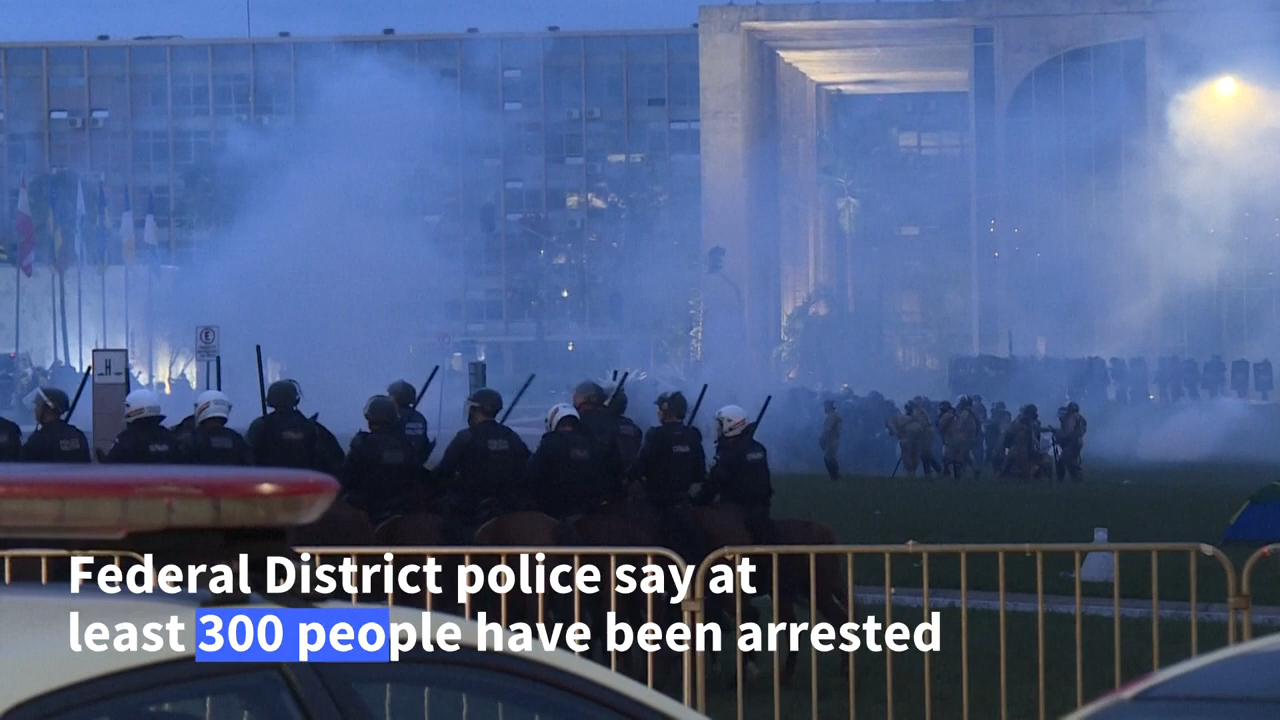 E
H
Federal District police say at
least 300 people have been arrested